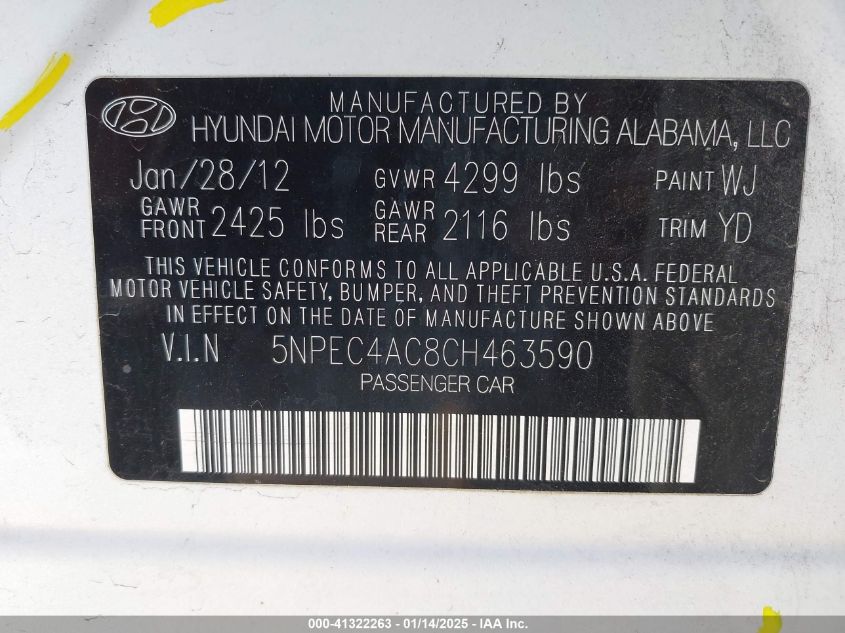 MANUFACTURED BY
HYUNDAI MOTOR MANUFACTURING ALABAMA, LLC
Jan/28/12 GVWR 4299 lbs PAINT WJ
GAWR FRONT 2425 lbs GAWR REAR 2116 lbs TRIM YD
THIS VEHICLE CONFORMS TO ALL APPLICABLE U.S.A. FEDERAL
MOTOR VEHICLE SAFETY, BUMPER, AND THEFT PREVENTION STANDARDS
IN EFFECT ON THE DATE OF MANUFACTURE SHOWN ABOVE
V.I.N 5NPEC4AC8CH463590
PASSENGER CAR
000-41322263 - 01/14/2025 - IAA Inc.